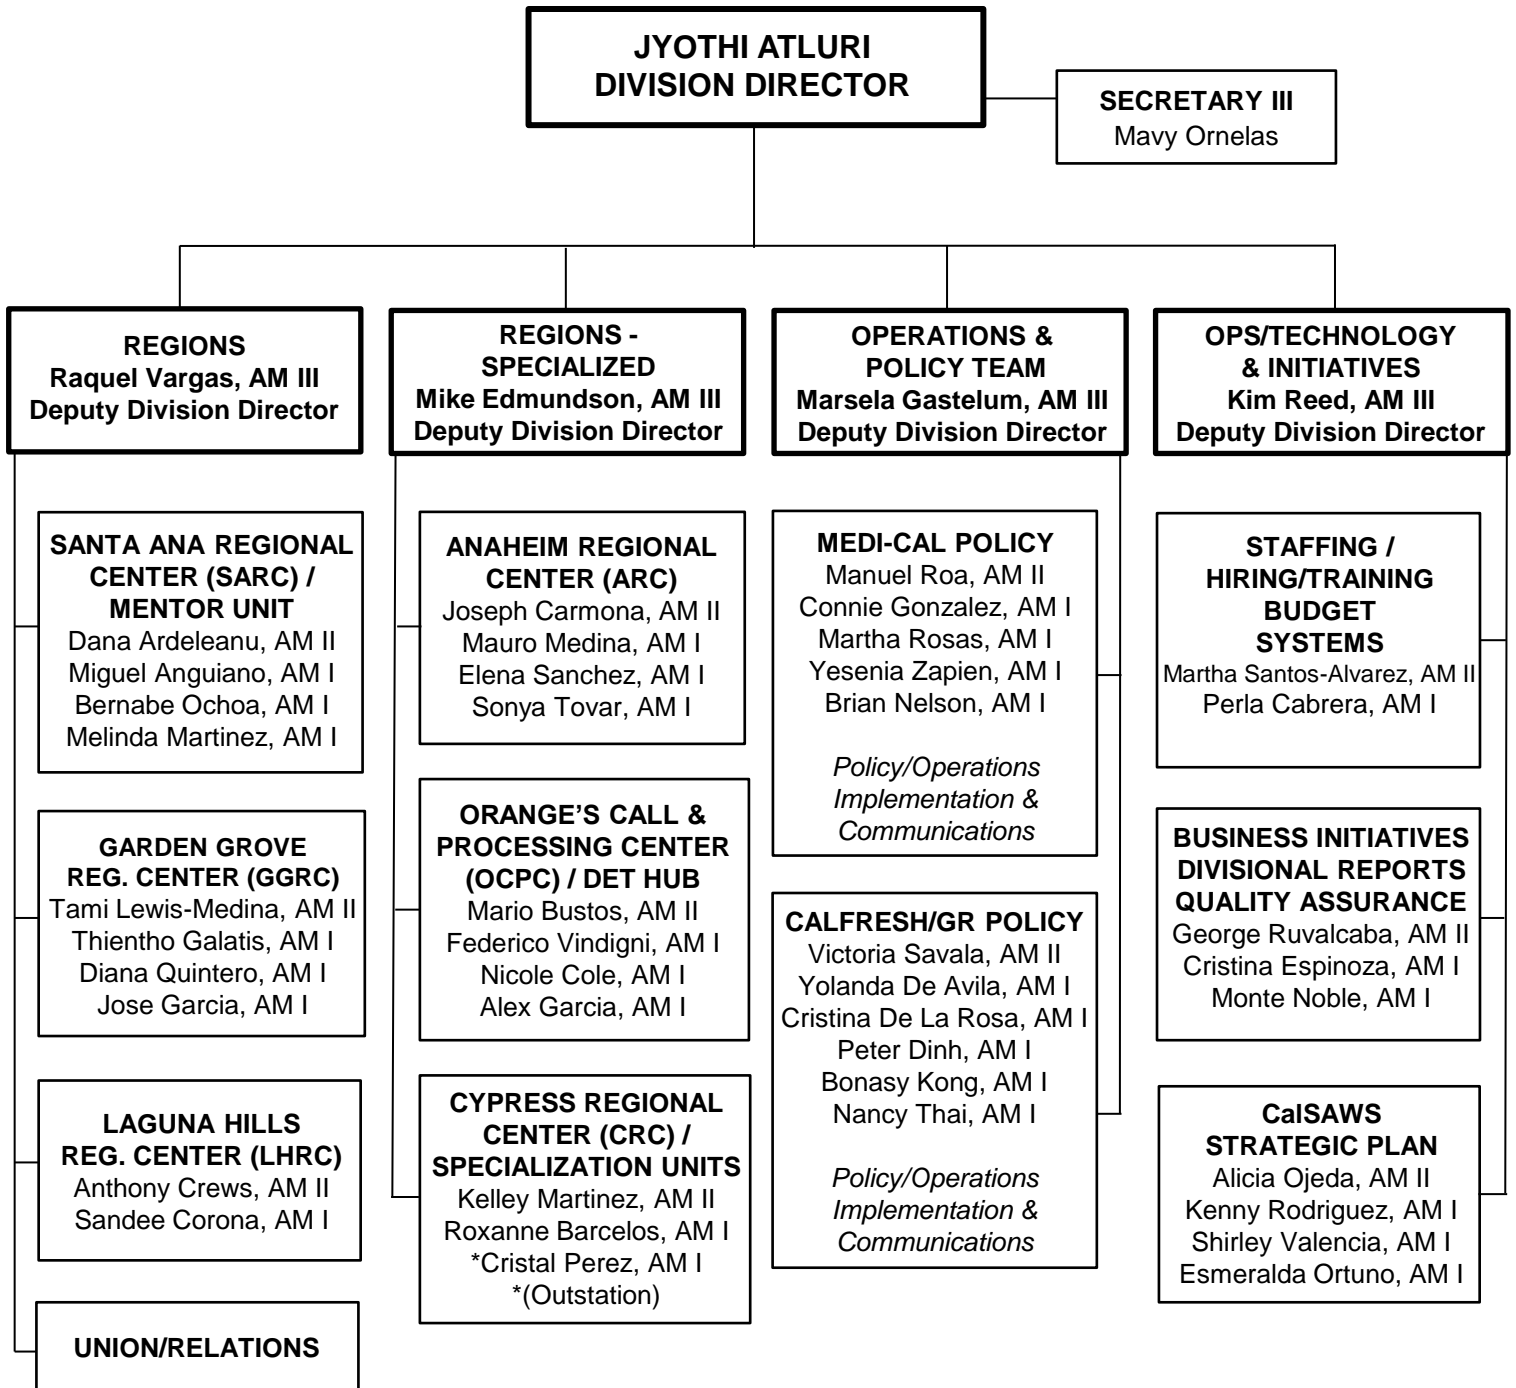 JYOTHI ATLURI
DIVISION DIRECTOR
SECRETARY III
Mavy Ornelas
REGIONS
Raquel Vargas, AM III
Deputy Division Director
SANTA ANA REGIONAL
CENTER (SARC) /
MENTOR UNIT
Dana Ardeleanu, AM II
Miguel Anguiano, AM I
Bernabe Ochoa, AM I
Melinda Martinez, AM I
GARDEN GROVE
REG. CENTER (GGRC)
Tami Lewis-Medina, AM II
Thientho Galatis, AM I
Diana Quintero, AM I
Jose Garcia, AM I
LAGUNA HILLS
REG. CENTER (LHRC)
Anthony Crews, AM II
Sandee Corona, AM I
UNION/RELATIONS
REGIONS -
SPECIALIZED
Mike Edmundson, AM III
Deputy Division Director
ANAHEIM REGIONAL
CENTER (ARC)
Joseph Carmona, AM II
Mauro Medina, AM I
Elena Sanchez, AM I
Sonya Tovar, AM I
ORANGE’S CALL &
PROCESSING CENTER
(OCPC) / DET HUB
Mario Bustos, AM II
Federico Vindigni, AM I
Nicole Cole, AM I
Alex Garcia, AM I
CYPRESS REGIONAL
CENTER (CRC) /
SPECIALIZATION UNITS
Kelley Martinez, AM II
Roxanne Barcelos, AM I
*Cristal Perez, AM I
*(Outstation)
OPERATIONS &
POLICY TEAM
Marsela Gastelum, AM III
Deputy Division Director
MEDI-CAL POLICY
Manuel Roa, AM II
Connie Gonzalez, AM I
Martha Rosas, AM I
Yesenia Zapien, AM I
Brian Nelson, AM I
Policy/Operations
Implementation &
Communications
CALFRESH/GR POLICY
Victoria Savala, AM II
Yolanda De Avila, AM I
Cristina De La Rosa, AM I
Peter Dinh, AM I
Bonasy Kong, AM I
Nancy Thai, AM I
Policy/Operations
Implementation &
Communications
OPS/TECHNOLOGY
& INITIATIVES
Kim Reed, AM III
Deputy Division Director
STAFFING /
HIRING/TRAINING
BUDGET
SYSTEMS
Martha Santos-Alvarez, AM II
Perla Cabrera, AM I
BUSINESS INITIATIVES
DIVISIONAL REPORTS
QUALITY ASSURANCE
George Ruvalcaba, AM II
Cristina Espinoza, AM I
Monte Noble, AM I
CalSAWS
STRATEGIC PLAN
Alicia Ojeda, AM II
Kenny Rodriguez, AM I
Shirley Valencia, AM I
Esmeralda Ortuno, AM I